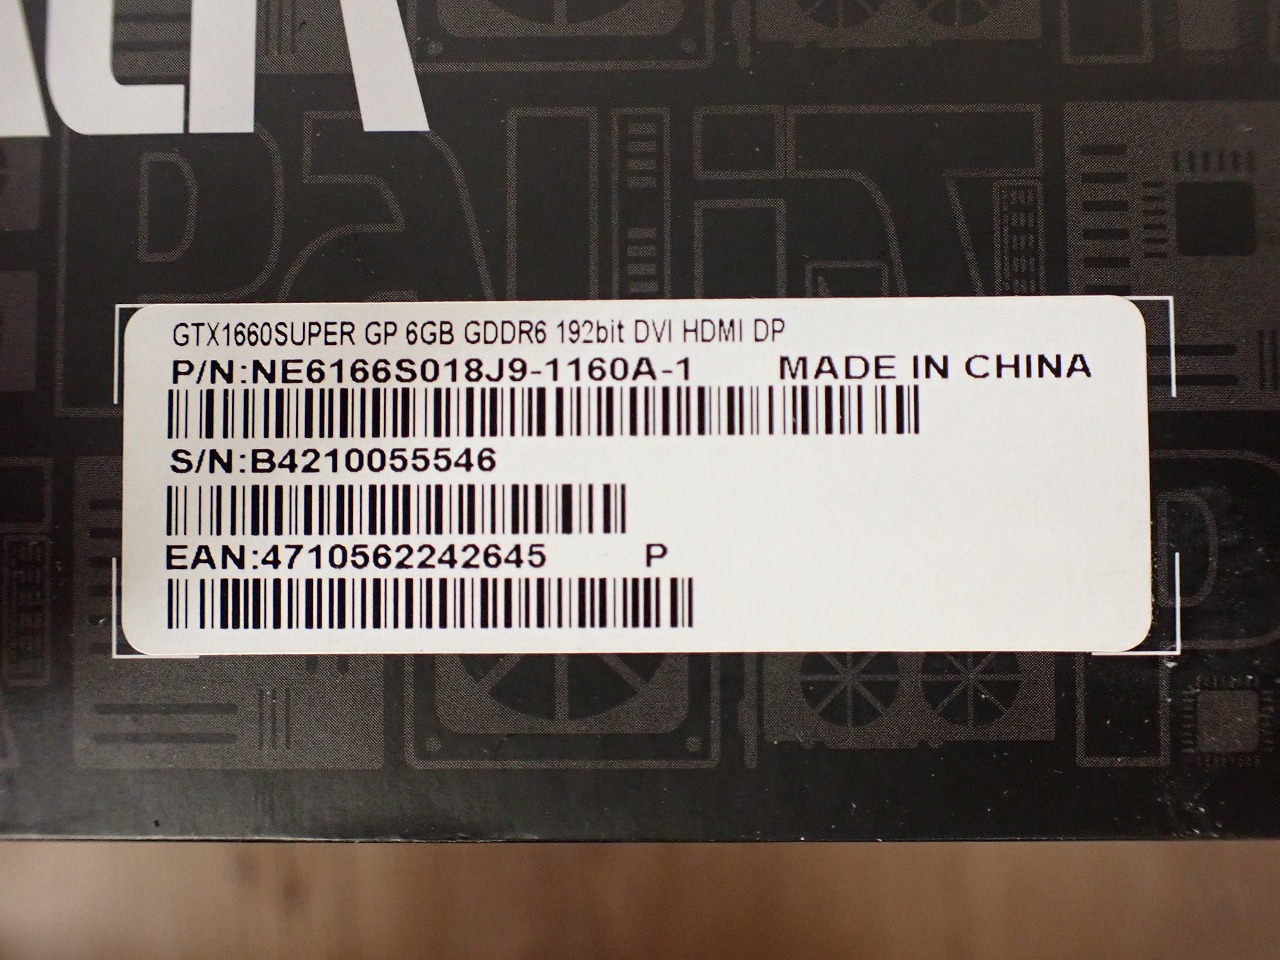 GTX1660SUPER GP 6GB GDDR6 192bit DVI HDMI DP
P/N:NE6166S018J9-1160A-1 MADE IN CHINA
S/N:B4210055546
EAN:4710562242645 P